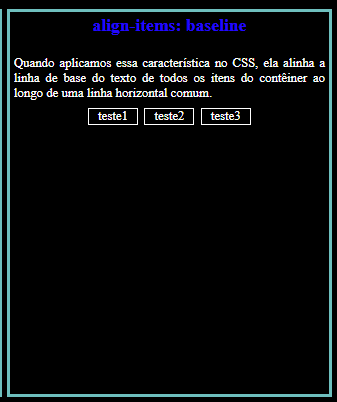 align-items: baseline
Quando aplicamos essa característica no CSS, ela alinha a
linha de base do texto de todos os itens do contêiner ao
longo de uma linha horizontal comum.
teste1 teste2 teste3